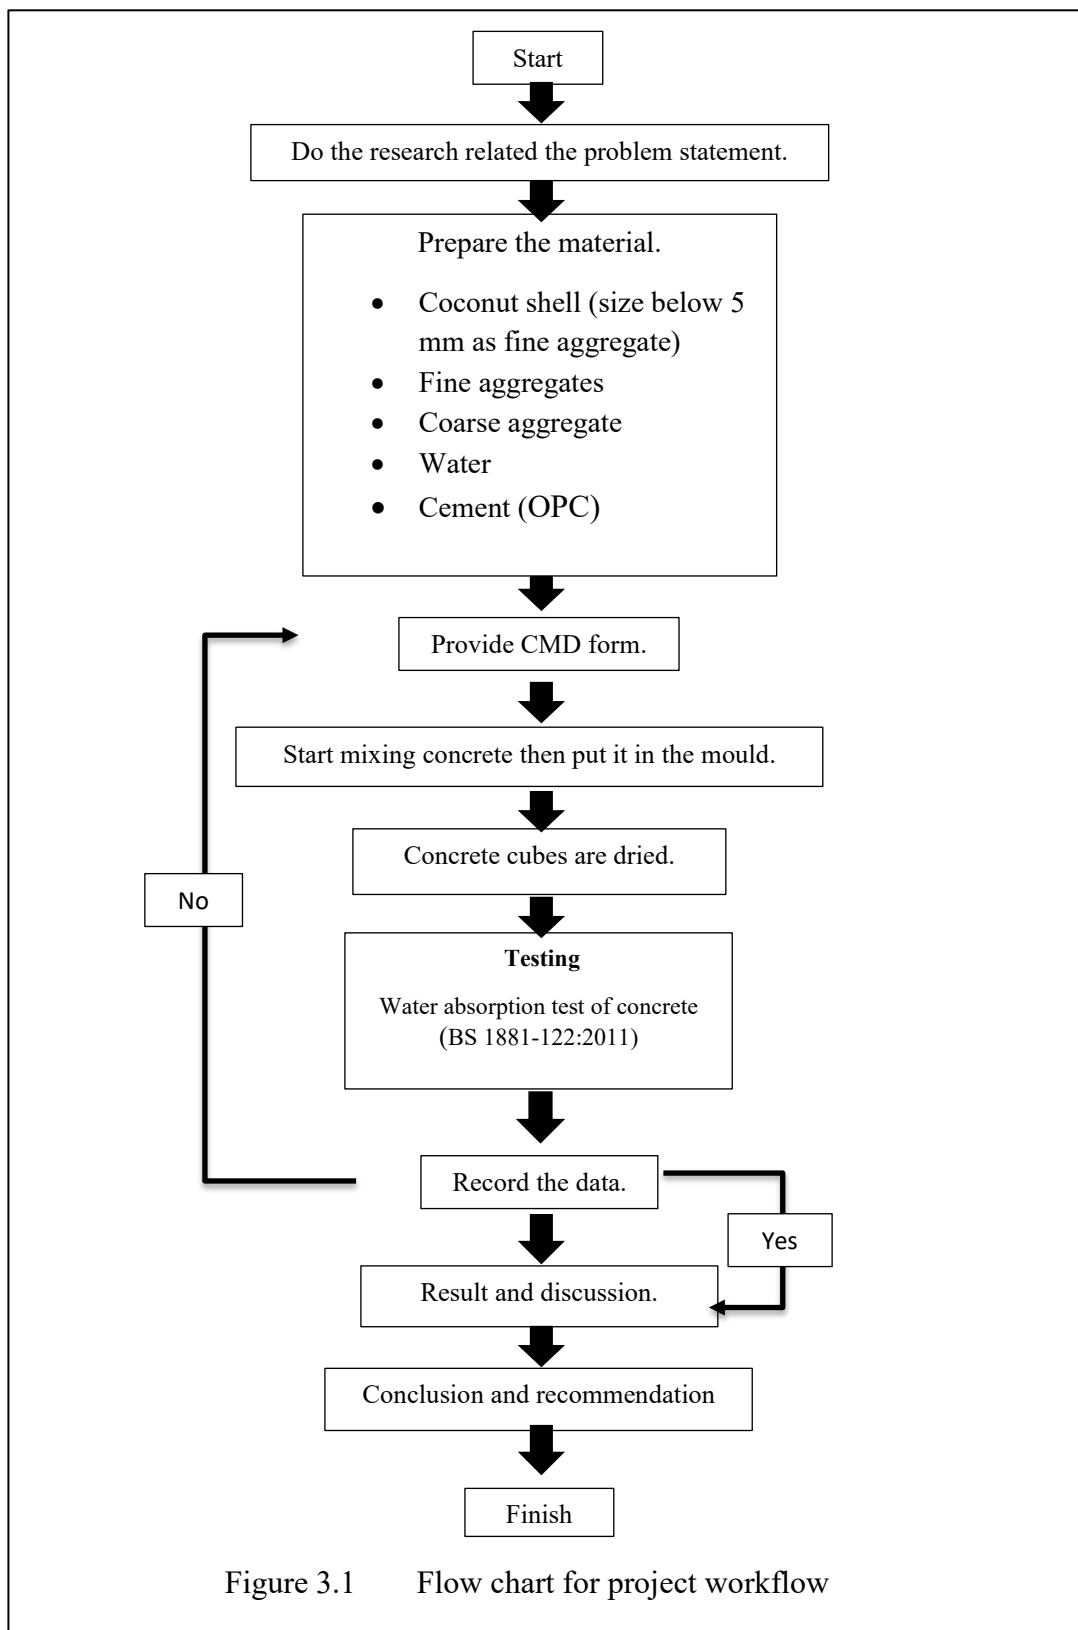 Start
Do the research related the problem statement.
Prepare the material.
• Coconut shell (size below 5
mm as fine aggregate)
• Fine aggregates
• Coarse aggregate
• Water
• Cement (OPC)
Provide CMD form.
Start mixing concrete then put it in the mould.
Concrete cubes are dried.
No
Testing
Water absorption test of concrete
(BS 1881-122:2011)
Record the data.
Yes
Result and discussion.
Conclusion and recommendation
Finish
Figure 3.1 Flow chart for project workflow